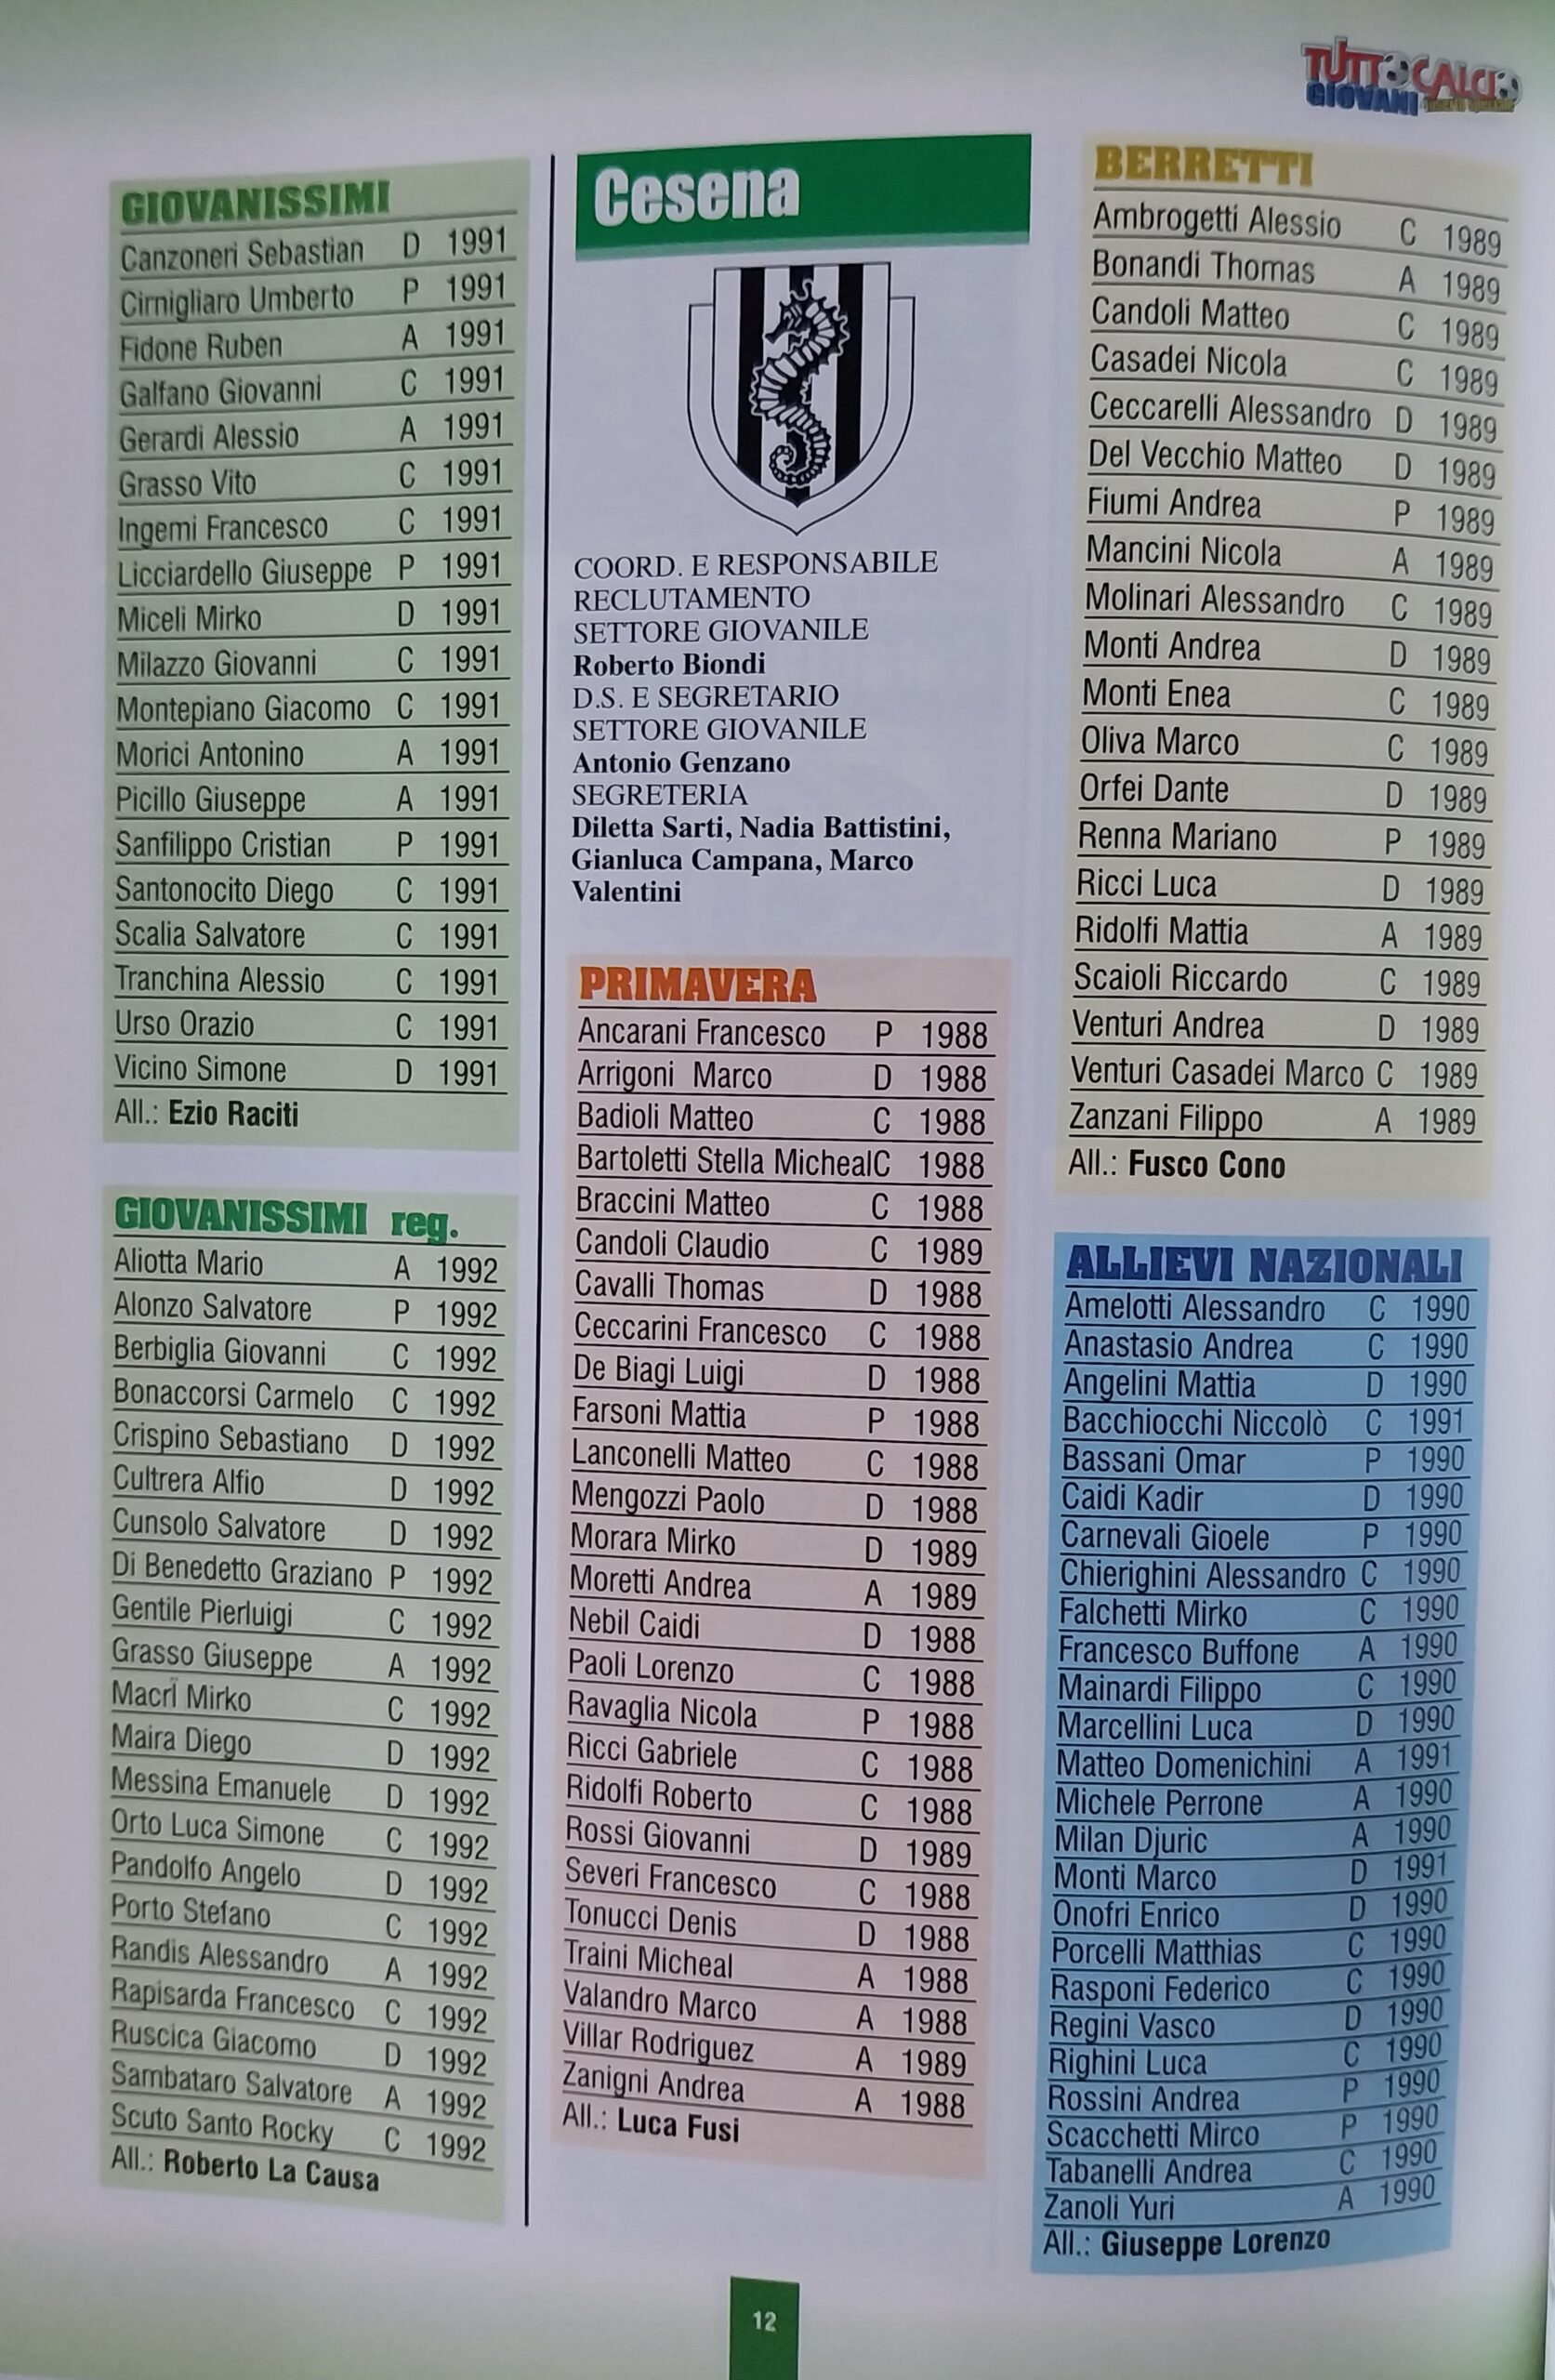 TUTTOCALCIO
GIOVANI
GIOVANISSIMI
Canzoneri Sebastian D 1991
Cirnigliaro Umberto P 1991
Fidone Ruben A 1991
Galfano Giovanni C 1991
Gerardi Alessio A 1991
Grasso Vito C 1991
Ingemi Francesco C 1991
Licciardello Giuseppe P 1991
Miceli Mirko D 1991
Milazzo Giovanni C 1991
Montepiano Giacomo C 1991
Morici Antonino A 1991
Picillo Giuseppe A 1991
Sanfilippo Cristian P 1991
Santonocito Diego C 1991
Scalia Salvatore C 1991
Tranchina Alessio C 1991
Urso Orazio C 1991
Vicino Simone D 1991
All.: Ezio Raciti
GIOVANISSIMI reg.
Aliotta Mario A 1992
Alonzo Salvatore P 1992
Berbiglia Giovanni C 1992
Bonaccorsi Carmelo C 1992
Crispino Sebastiano D 1992
Cultrera Alfio D 1992
Cunsolo Salvatore D 1992
Di Benedetto Graziano P 1992
Gentile Pierluigi C 1992
Grasso Giuseppe A 1992
Macrì Mirko C 1992
Maira Diego D 1992
Messina Emanuele D 1992
Orto Luca Simone C 1992
Pandolfo Angelo D 1992
Porto Stefano C 1992
Randis Alessandro A 1992
Rapisarda Francesco C 1992
Ruscica Giacomo D 1992
Sambataro Salvatore A 1992
Scuto Santo Rocky C 1992
All.: Roberto La Causa
Cesena
COORD. E RESPONSABILE
RECLUTAMENTO
SETTORE GIOVANILE
Roberto Biondi
D.S. E SEGRETARIO
SETTORE GIOVANILE
Antonio Genzano
SEGRETERIA
Diletta Sarti, Nadia Battistini,
Gianluca Campana, Marco
Valentini
PRIMAVERA
Ancarani Francesco P 1988
Arrigoni Marco D 1988
Badioli Matteo C 1988
Bartoletti Stella MichealC 1988
Braccini Matteo C 1988
Candoli Claudio C 1989
Cavalli Thomas D 1988
Ceccarini Francesco C 1988
De Biagi Luigi D 1988
Farsoni Mattia P 1988
Lanconelli Matteo C 1988
Mengozzi Paolo D 1988
Morara Mirko D 1989
Moretti Andrea A 1989
Nebil Caidi D 1988
Paoli Lorenzo C 1988
Ravaglia Nicola P 1988
Ricci Gabriele C 1988
Ridolfi Roberto C 1988
Rossi Giovanni D 1989
Severi Francesco C 1988
Tonucci Denis D 1988
Traini Micheal A 1988
Valandro Marco A 1988
Villar Rodriguez A 1989
Zanigni Andrea A 1988
All.: Luca Fusi
BERRETTI
Ambrogetti Alessio C 1989
Bonandi Thomas A 1989
Candoli Matteo C 1989
Casadei Nicola C 1989
Ceccarelli Alessandro D 1989
Del Vecchio Matteo D 1989
Fiumi Andrea P 1989
Mancini Nicola A 1989
Molinari Alessandro C 1989
Monti Andrea D 1989
Monti Enea C 1989
Oliva Marco C 1989
Orfei Dante D 1989
Renna Mariano P 1989
Ricci Luca D 1989
Ridolfi Mattia A 1989
Scaioli Riccardo C 1989
Venturi Andrea D 1989
Venturi Casadei Marco C 1989
Zanzani Filippo A 1989
All.: Fusco Cono
ALLIEVI NAZIONALI
Amelotti Alessandro C 1990
Anastasio Andrea C 1990
Angelini Mattia D 1990
Bacchiocchi Niccolò C 1991
Bassani Omar P 1990
Caidi Kadir D 1990
Carnevali Gioele P 1990
Chierighini Alessandro C 1990
Falchetti Mirko C 1990
Francesco Buffone A 1990
Mainardi Filippo C 1990
Marcellini Luca D 1990
Matteo Domenichini A 1991
Michele Perrone A 1990
Milan Djuric A 1990
Monti Marco D 1991
Onofri Enrico D 1990
Porcelli Matthias C 1990
Rasponi Federico C 1990
Regini Vasco D 1990
Righini Luca C 1990
Rossini Andrea P 1990
Scacchetti Mirco P 1990
Tabanelli Andrea C 1990
Zanoli Yuri A 1990
All.: Giuseppe Lorenzo
12